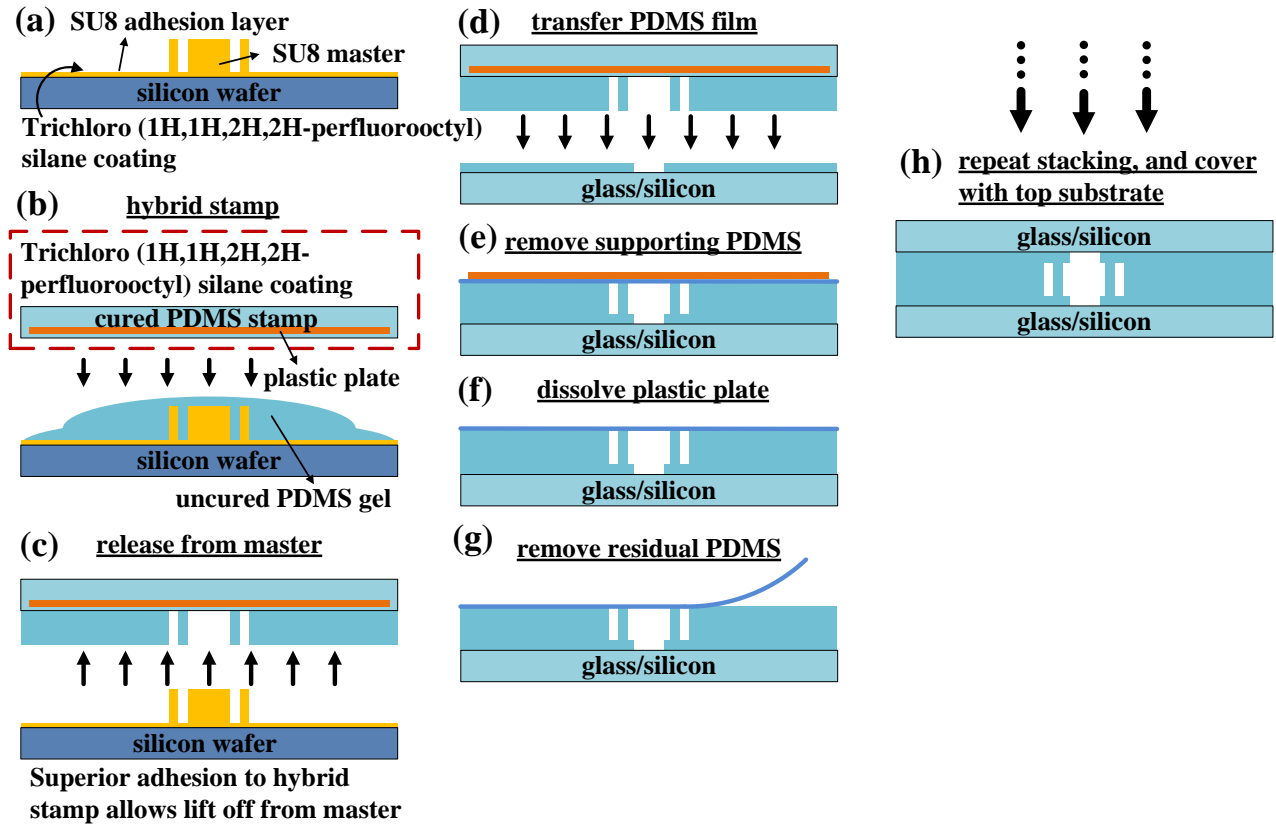 (a)
SU8 adhesion layer
SU8 master
silicon wafer
Trichloro (1H,1H,2H,2H-perfluorooctyl)
silane coating
(b) hybrid stamp
Trichloro (1H,1H,2H,2H-
perfluorooctyl) silane coating
cured PDMS stamp
plastic plate
silicon wafer
uncured PDMS gel
(c) release from master
silicon wafer
Superior adhesion to hybrid
stamp allows lift off from master
(d) transfer PDMS film
glass/silicon
(e) remove supporting PDMS
glass/silicon
(f) dissolve plastic plate
glass/silicon
(g) remove residual PDMS
glass/silicon
(h) repeat stacking, and cover
with top substrate
glass/silicon
glass/silicon